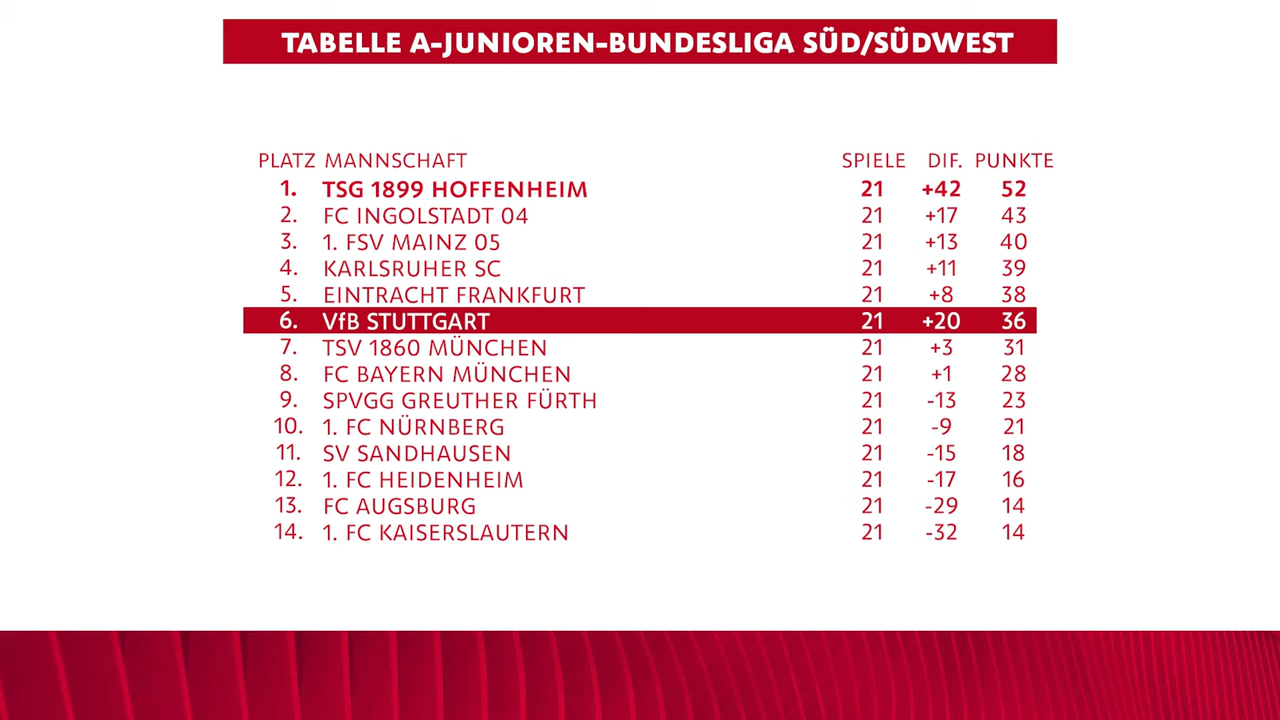 TABELLE A-JUNIOREN-BUNDESLIGA SÜD/SÜDWEST
PLATZ MANNSCHAFT SPIELE DIF. PUNKTE
1. TSG 1899 HOFFENHEIM 21 +42 52
2. FC INGOLSTADT 04 21 +17 43
3. 1. FSV MAINZ 05 21 +13 40
4. KARLSRUHER SC 21 +11 39
5. EINTRACHT FRANKFURT 21 +8 38
6. VfB STUTTGART 21 +20 36
7. TSV 1860 MÜNCHEN 21 +3 31
8. FC BAYERN MÜNCHEN 21 +1 28
9. SPVGG GREUTHER FÜRTH 21 -13 23
10. 1. FC NÜRNBERG 21 -9 21
11. SV SANDHAUSEN 21 -15 18
12. 1. FC HEIDENHEIM 21 -17 16
13. FC AUGSBURG 21 -29 14
14. 1. FC KAISERSLAUTERN 21 -32 14